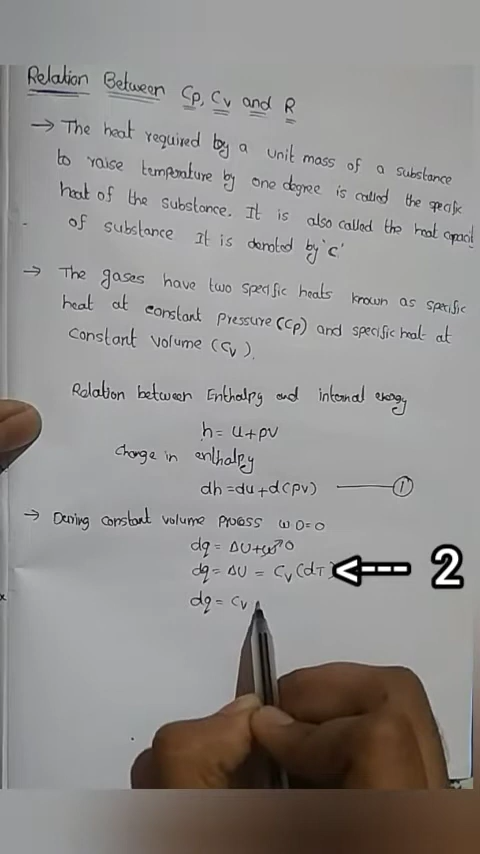 Relation Between Cp, Cv and R
→ The heat required by a unit mass of a substance
to raise temperature by one degree is called the specific
heat of the substance. It is also called the heat capacit
of substance It is denoted by 'c'
→ The gases have two specific heats known as specific
heat at constant Pressure (Cp) and specific heat at
constant volume (Cv).
Relation between Enthalpy and internal energy
h = u + pv
change in enthalpy
dh = du + d(pv) —— ①
→ During constant volume process W.D = 0
dq = ΔU + w↗0
dq = ΔU = Cv (dT) <--- 2
dq = Cv